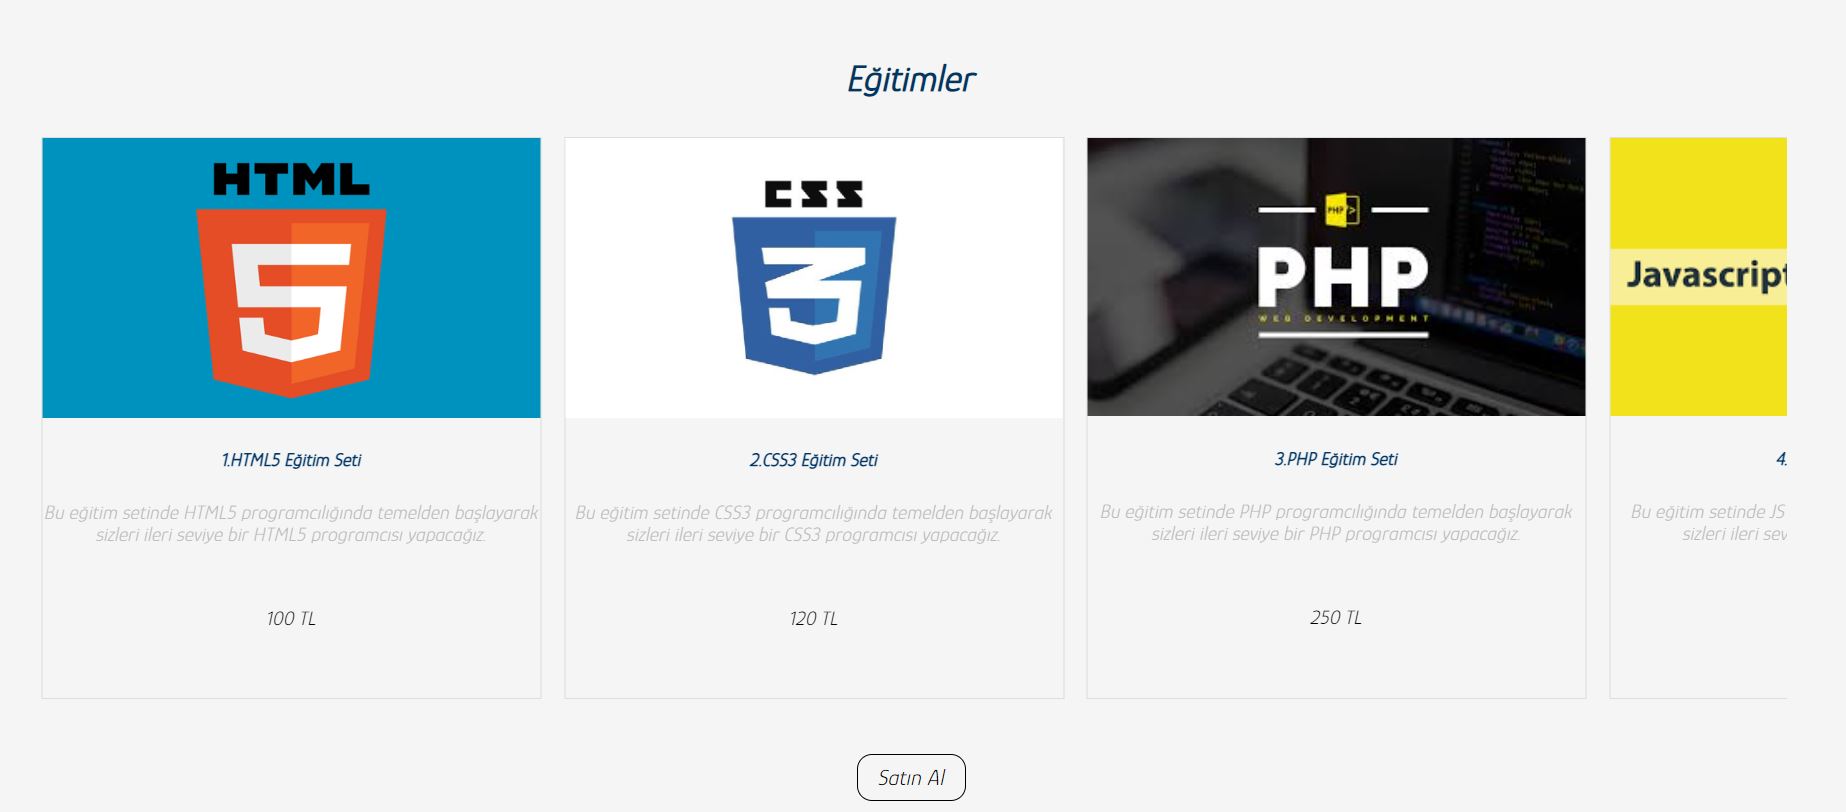 Eğitimler
HTML
5
CSS
3
PHP
PHP
WEB DEVELOPMENT
Javascript
1.HTML5 Eğitim Seti
2.CSS3 Eğitim Seti
3.PHP Eğitim Seti
4.
Bu eğitim setinde HTML5 programcılığında temelden başlayarak
sizleri ileri seviye bir HTML5 programcısı yapacağız.
Bu eğitim setinde CSS3 programcılığında temelden başlayarak
sizleri ileri seviye bir CSS3 programcısı yapacağız.
Bu eğitim setinde PHP programcılığında temelden başlayarak
sizleri ileri seviye bir PHP programcısı yapacağız.
Bu eğitim setinde JS
sizleri ileri sev
100 TL
120 TL
250 TL
Satın Al